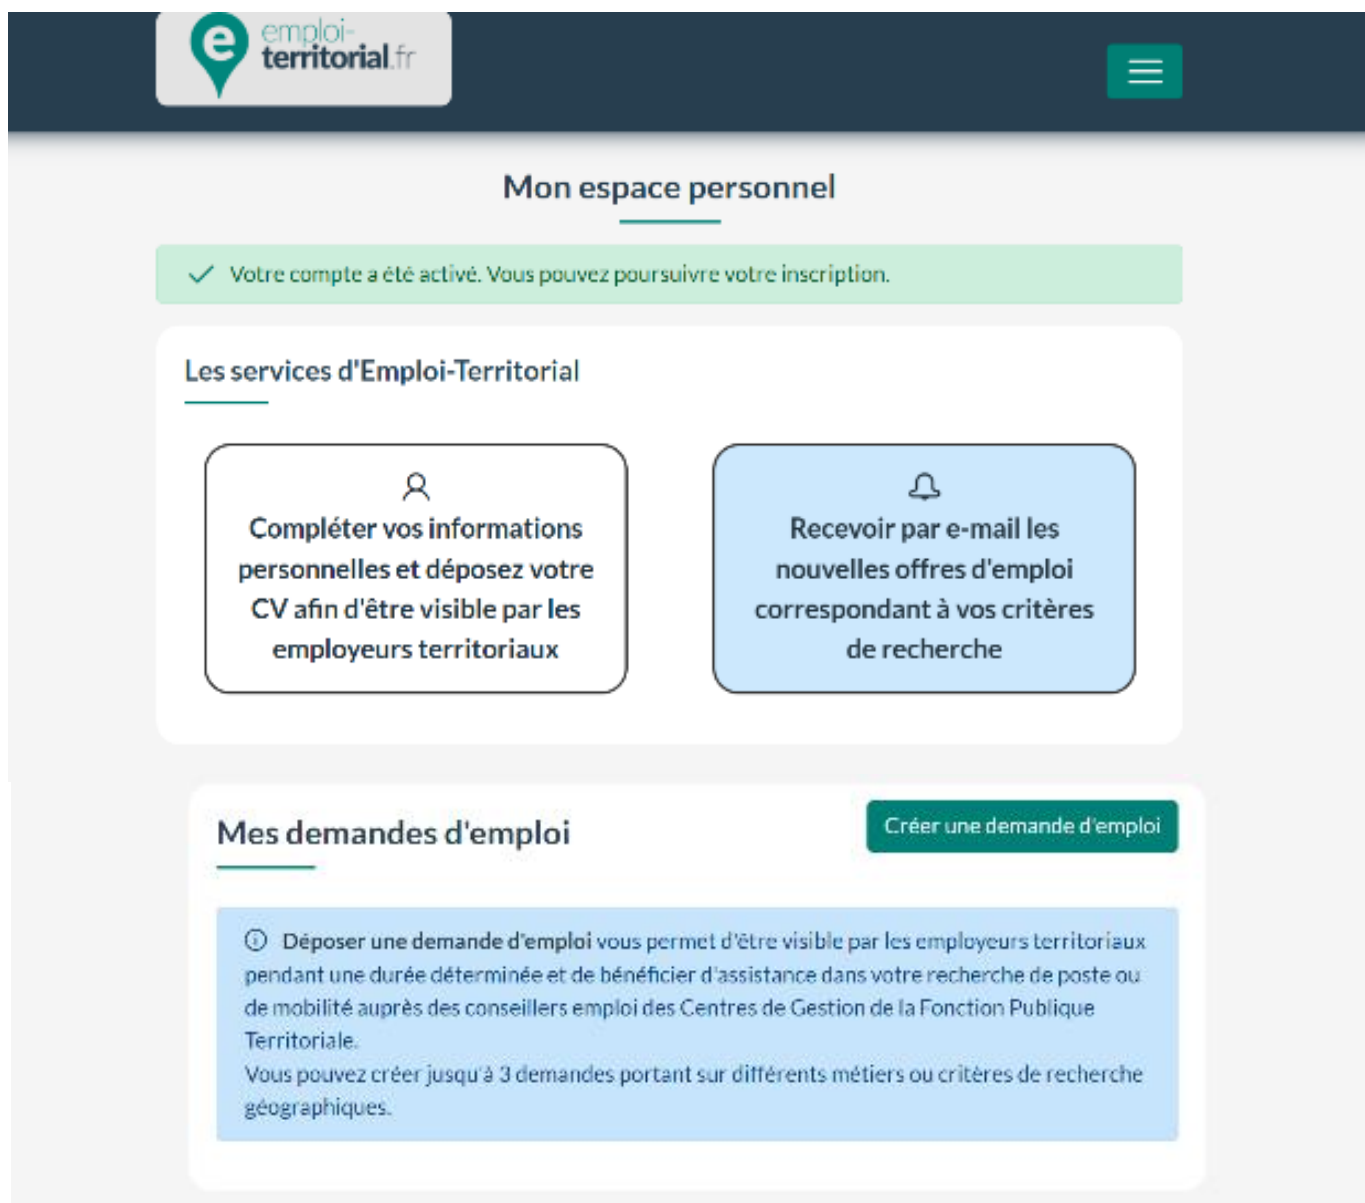 emploi-
territorial.fr
Mon espace personnel
Votre compte a été activé. Vous pouvez poursuivre votre inscription.
Les services d'Emploi-Territorial
Compléter vos informations
personnelles et déposez votre
CV afin d'être visible par les
employeurs territoriaux
Recevoir par e-mail les
nouvelles offres d'emploi
correspondant à vos critères
de recherche
Mes demandes d'emploi
Créer une demande d'emploi
Déposer une demande d'emploi vous permet d'être visible par les employeurs territoriaux
pendant une durée déterminée et de bénéficier d'assistance dans votre recherche de poste ou
de mobilité auprès des conseillers emploi des Centres de Gestion de la Fonction Publique
Territoriale.
Vous pouvez créer jusqu'à 3 demandes portant sur différents métiers ou critères de recherche
géographiques.